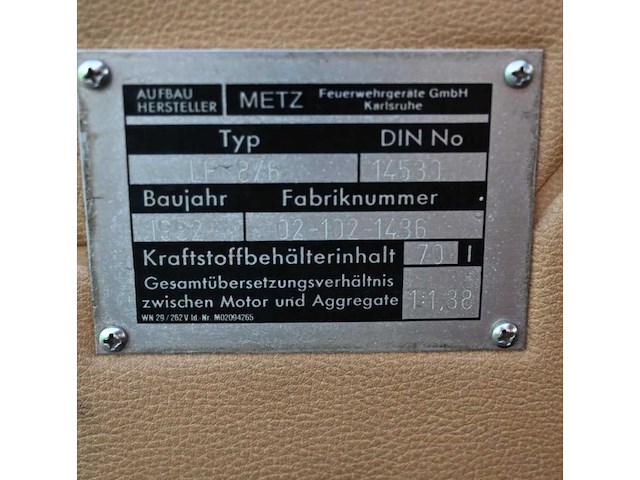 AUFBAU HERSTELLER METZ Feuerwehrgeräte GmbH Karlsruhe
Typ DIN No
LF 8/6 14530
Baujahr Fabriknummer
02-102-1436
Kraftstoffbehälterinhalt 70 l
Gesamtübersetzungsverhältnis
zwischen Motor und Aggregate 1:1,38
WN 29/262 V Id.-Nr. M02094265